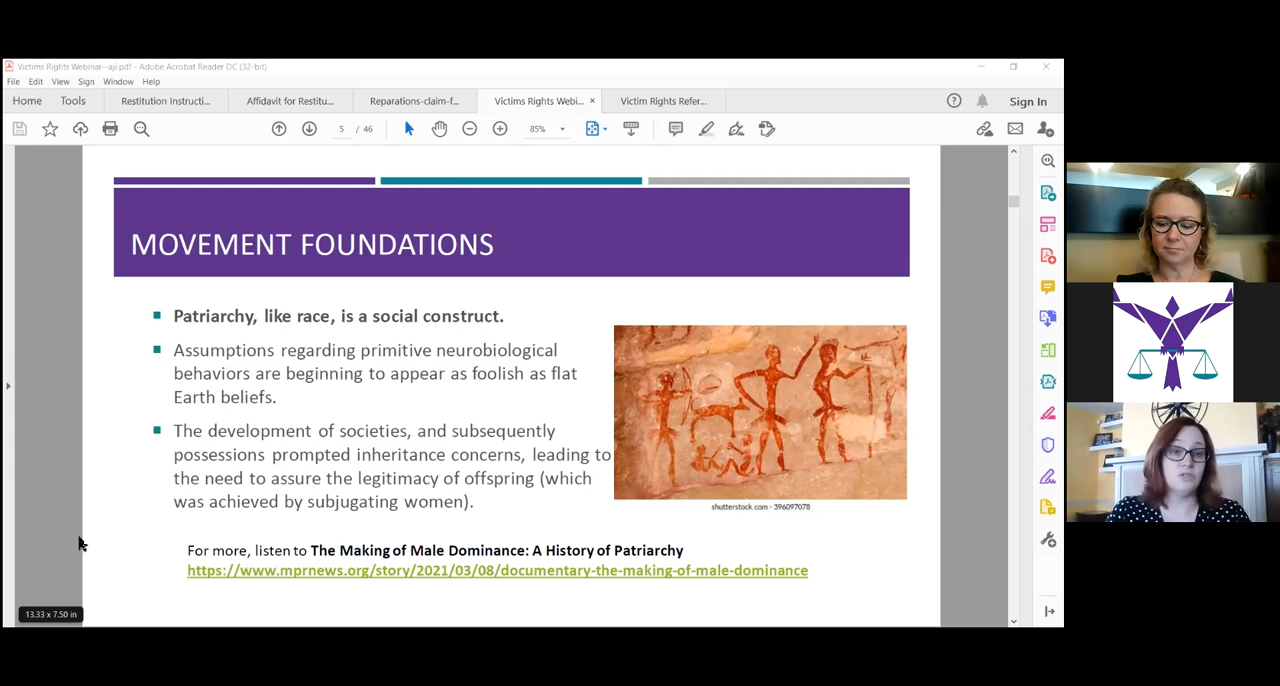 Victims Rights Webinar--aji.pdf - Adobe Acrobat Reader DC (32-bit)
File Edit View Sign Window Help
Home Tools Restitution Instructi... Affidavit for Restitu... Reparations-claim-f... Victims Rights Webi... × Victim Rights Refer... Sign In
5 / 46 85%
MOVEMENT FOUNDATIONS
Patriarchy, like race, is a social construct.
Assumptions regarding primitive neurobiological
behaviors are beginning to appear as foolish as flat
Earth beliefs.
The development of societies, and subsequently
possessions prompted inheritance concerns, leading to
the need to assure the legitimacy of offspring (which
was achieved by subjugating women).
shutterstock.com · 396097078
For more, listen to The Making of Male Dominance: A History of Patriarchy
https://www.mprnews.org/story/2021/03/08/documentary-the-making-of-male-dominance
13.33 x 7.50 in